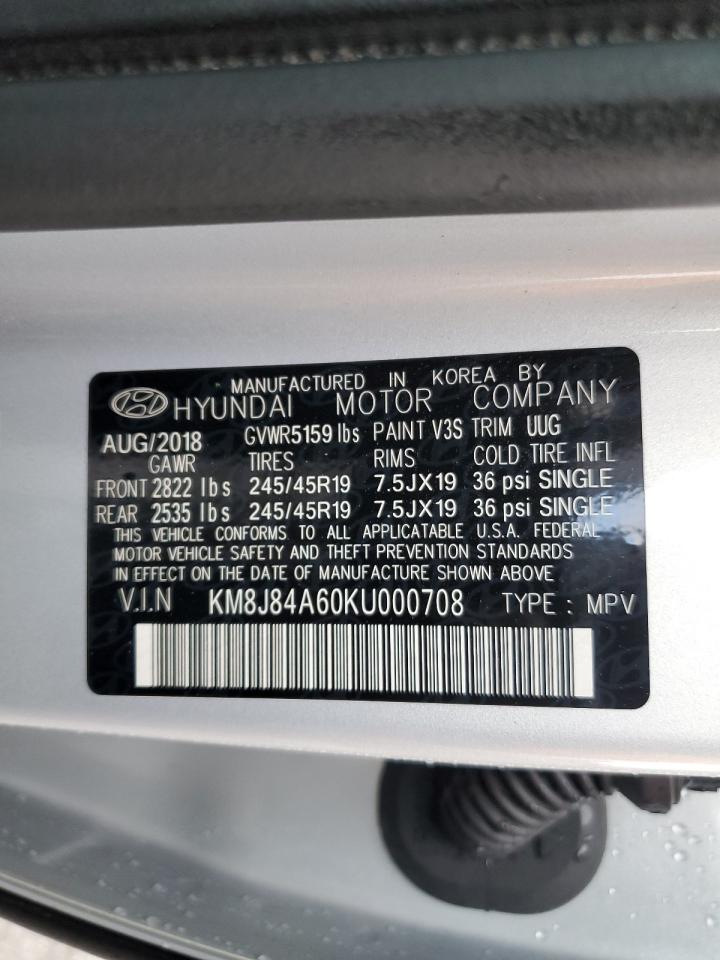 MANUFACTURED IN KOREA BY
HYUNDAI MOTOR COMPANY
AUG/2018 GVWR5159 lbs PAINT V3S TRIM UUG
GAWR TIRES RIMS COLD TIRE INFL
FRONT 2822 lbs 245/45R19 7.5JX19 36 psi SINGLE
REAR 2535 lbs 245/45R19 7.5JX19 36 psi SINGLE
THIS VEHICLE CONFORMS TO ALL APPLICATABLE U.S.A. FEDERAL
MOTOR VEHICLE SAFETY AND THEFT PREVENTION STANDARDS
IN EFFECT ON THE DATE OF MANUFACTURE SHOWN ABOVE.
V.I.N KM8J84A60KU000708 TYPE : MPV